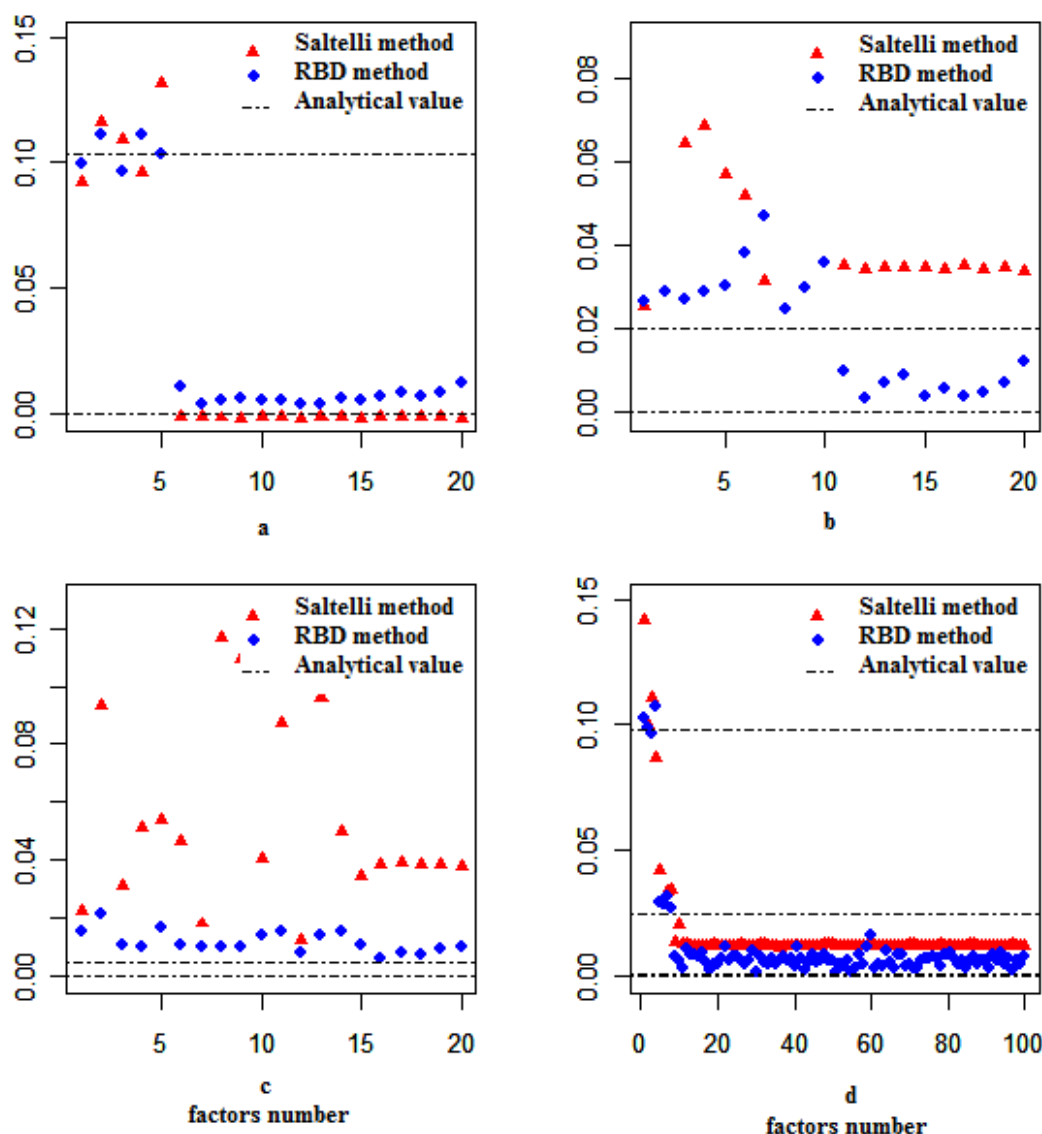 Saltelli method
RBD method
Analytical value
0.15
0.10
0.05
0.00
5 10 15 20
a
Saltelli method
RBD method
Analytical value
0.08
0.06
0.04
0.02
0.00
5 10 15 20
b
Saltelli method
RBD method
Analytical value
0.12
0.08
0.04
0.00
5 10 15 20
c
factors number
Saltelli method
RBD method
Analytical value
0.15
0.10
0.05
0.00
0 20 40 60 80 100
d
factors number